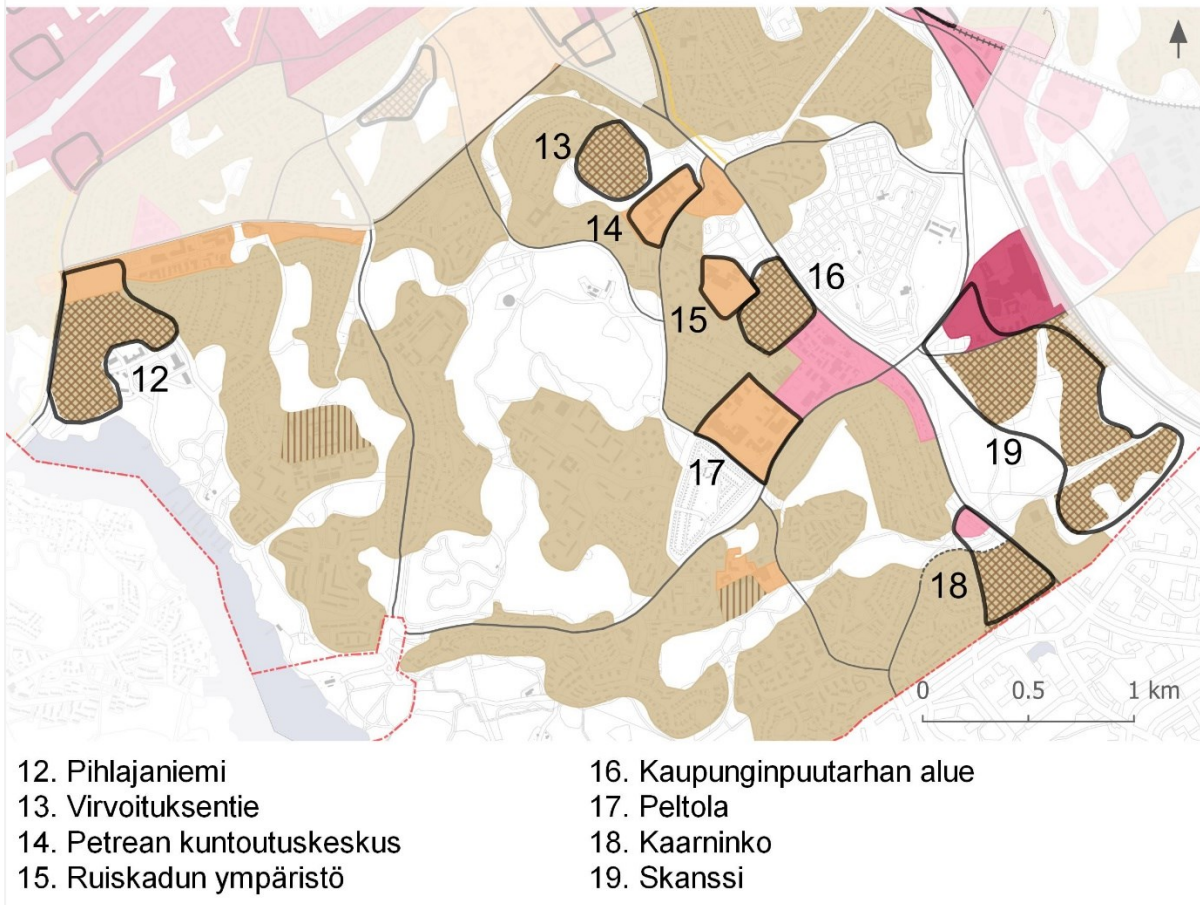 13
14
16
15
12
17
19
18
0 0.5 1 km
12. Pihlajaniemi
13. Virvoituksentie
14. Petrean kuntoutuskeskus
15. Ruiskadun ympäristö
16. Kaupunginpuutarhan alue
17. Peltola
18. Kaarninko
19. Skanssi